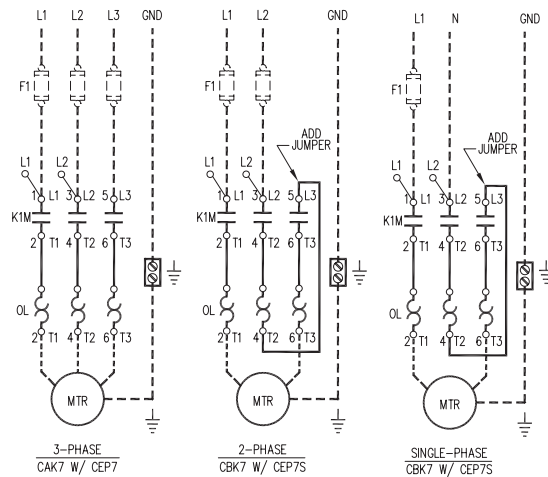 L1 L2 L3 GND
F1
L1 L2
1 L1 3 L2 5 L3
K1M
2 T1 4 T2 6 T3
OL
2 T1 4 T2 6 T3
MTR
3-PHASE
CAK7 W/ CEP7
L1 L2 GND
F1
ADD
JUMPER
L1 L2
1 L1 3 L2 5 L3
K1M
2 T1 4 T2 6 T3
OL
2 T1 4 T2 6 T3
MTR
2-PHASE
CBK7 W/ CEP7S
L1 N GND
F1
ADD
JUMPER
L1 L2
1 L1 3 L2 5 L3
K1M
2 T1 4 T2 6 T3
OL
2 T1 4 T2 6 T3
MTR
SINGLE-PHASE
CBK7 W/ CEP7S